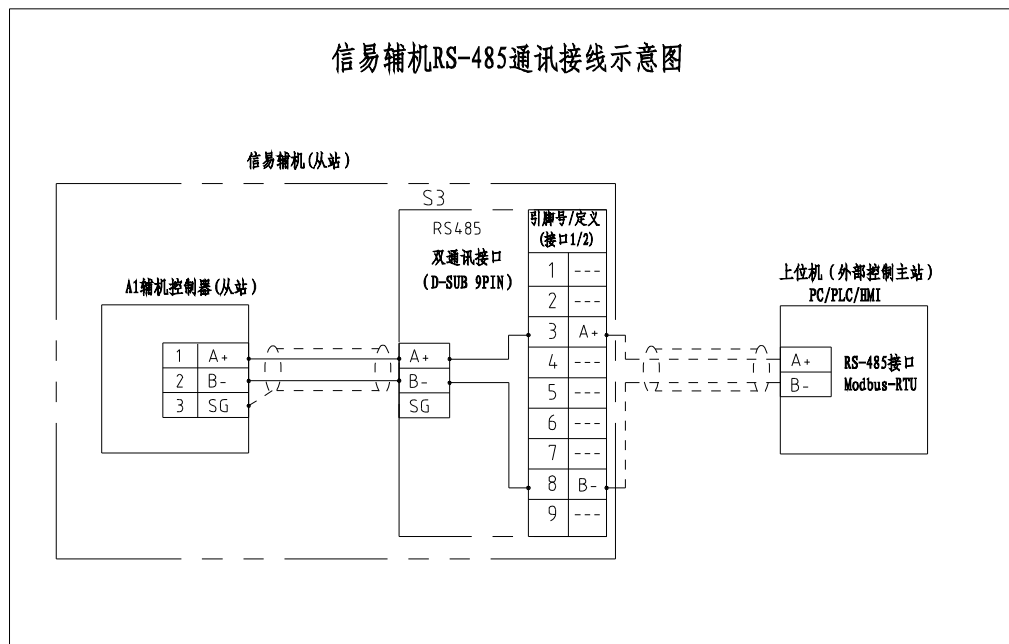 信易辅机RS-485通讯接线示意图
信易辅机(从站)
S3
RS485
双通讯接口
(D-SUB 9PIN)
引脚号/定义
(接口1/2)
1 ---
2 ---
3 A+
4 ---
5 ---
6 ---
7 ---
8 B-
9 ---
A1辅机控制器(从站)
1 A+
2 B-
3 SG
A+
B-
SG
上位机(外部控制主站)
PC/PLC/HMI
A+
B-
RS-485接口
Modbus-RTU